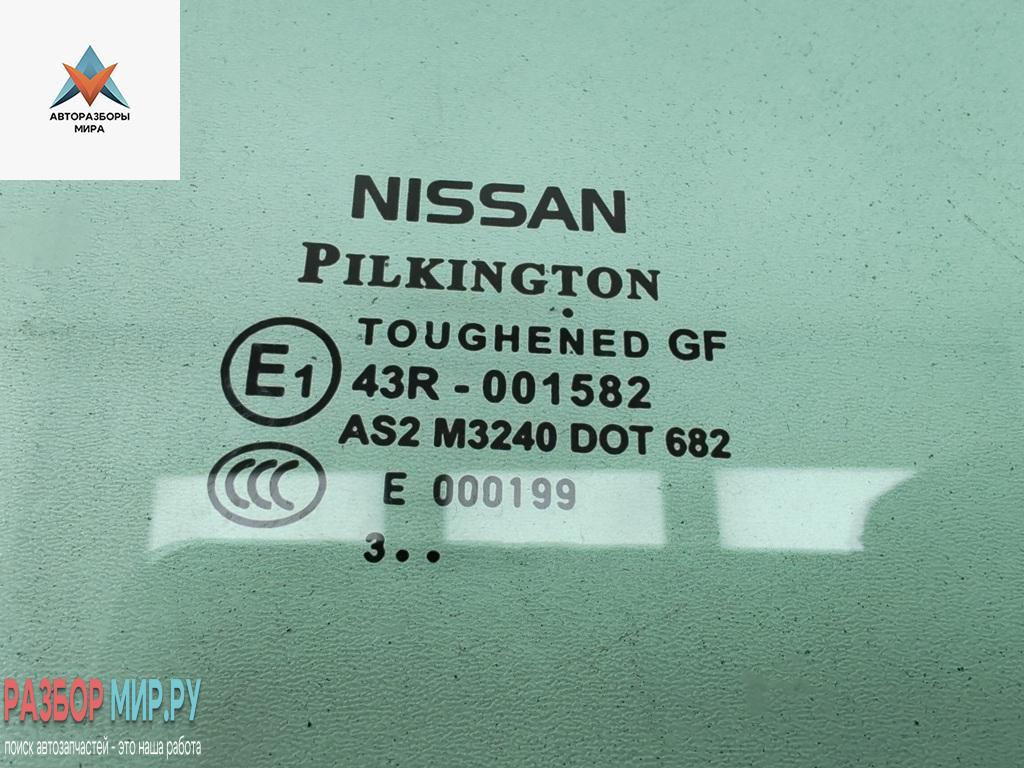 АВТОРАЗБОРЫ
МИРА
NISSAN
PILKINGTON
TOUGHENED GF
E1
43R - 001582
AS2 M3240 DOT 682
CCC
E 000199
3..
РАЗБОР МИР.РУ
поиск автозапчастей - это наша работа